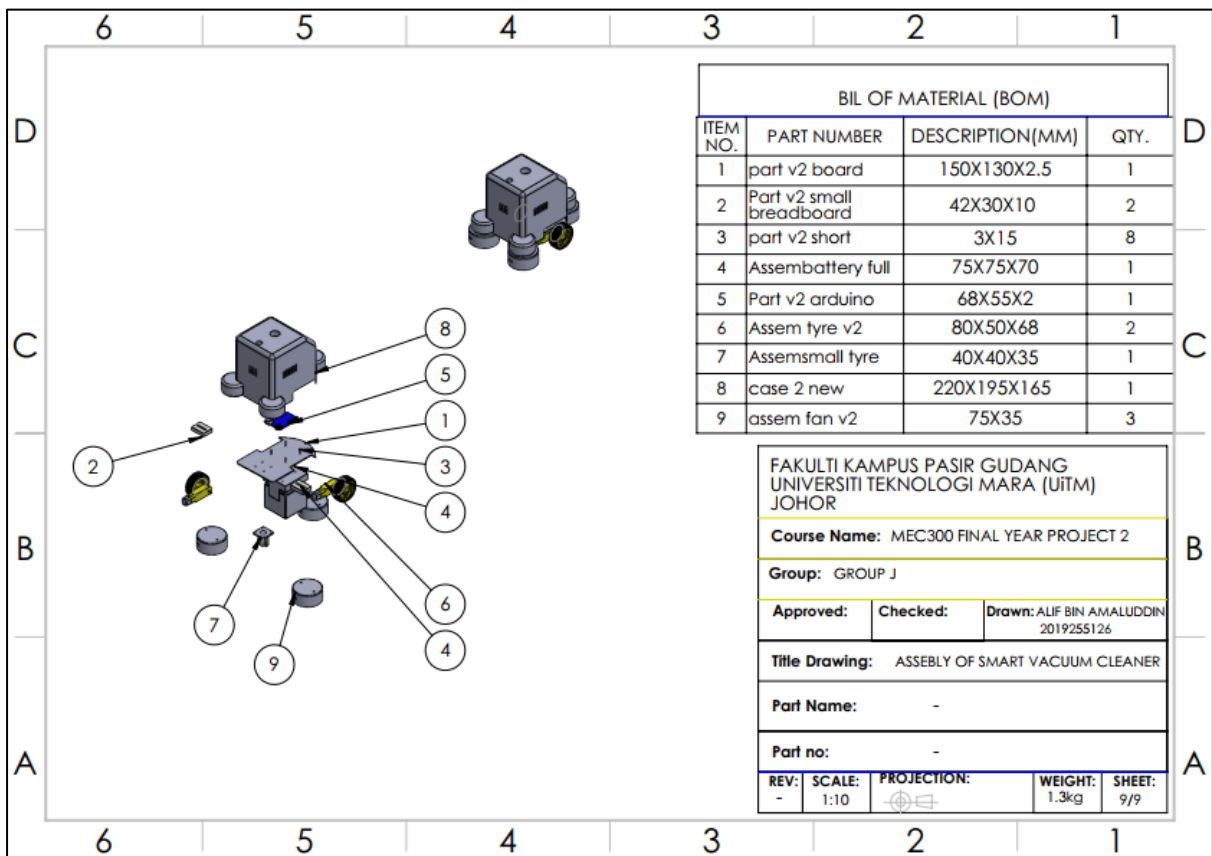 6 5 4 3 2 1
D
C
B
A
BIL OF MATERIAL (BOM)
ITEM NO. PART NUMBER DESCRIPTION(MM) QTY.
1 part v2 board 150X130X2.5 1
2 Part v2 small breadboard 42X30X10 2
3 part v2 short 3X15 8
4 Assembattery full 75X75X70 1
5 Part v2 arduino 68X55X2 1
6 Assem tyre v2 80X50X68 2
7 Assemsmall tyre 40X40X35 1
8 case 2 new 220X195X165 1
9 assem fan v2 75X35 3
8
5
1
2
3
4
6
7
4
9
FAKULTI KAMPUS PASIR GUDANG
UNIVERSITI TEKNOLOGI MARA (UiTM)
JOHOR
Course Name: MEC300 FINAL YEAR PROJECT 2
Group: GROUP J
Approved: Checked: Drawn: ALIF BIN AMALUDDIN
2019255126
Title Drawing: ASSEBLY OF SMART VACUUM CLEANER
Part Name: -
Part no: -
REV: SCALE: PROJECTION: WEIGHT: SHEET:
- 1:10 1.3kg 9/9
D
C
B
A
6 5 4 3 2 1